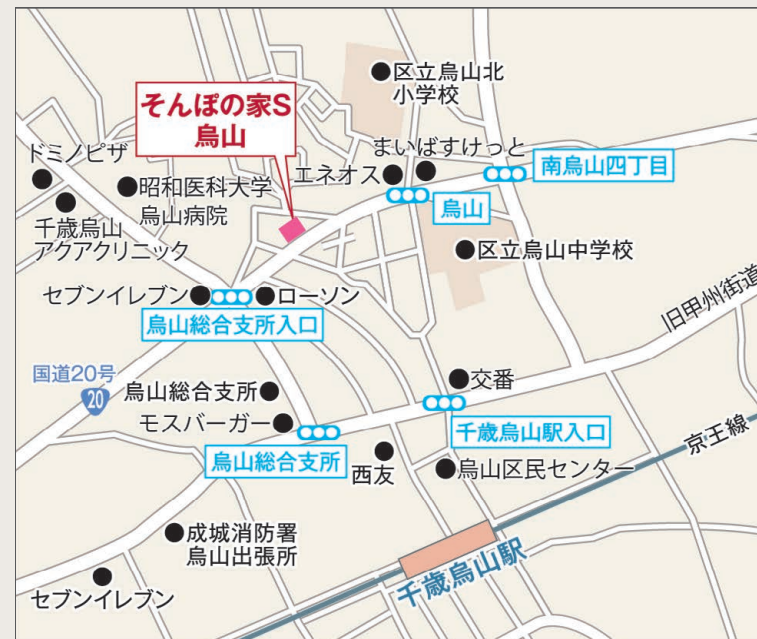 区立烏山北
小学校
そんぽの家S
烏山
まいばすけっと
ドミノピザ
エネオス
南烏山四丁目
昭和医科大学
烏山病院
烏山
千歳烏山
アクアクリニック
区立烏山中学校
セブンイレブン
ローソン
旧甲州街道
烏山総合支所入口
国道20号
20
烏山総合支所
交番
モスバーガー
千歳烏山駅入口
京王線
烏山総合支所
西友
烏山区民センター
成城消防署
烏山出張所
千歳烏山駅
セブンイレブン